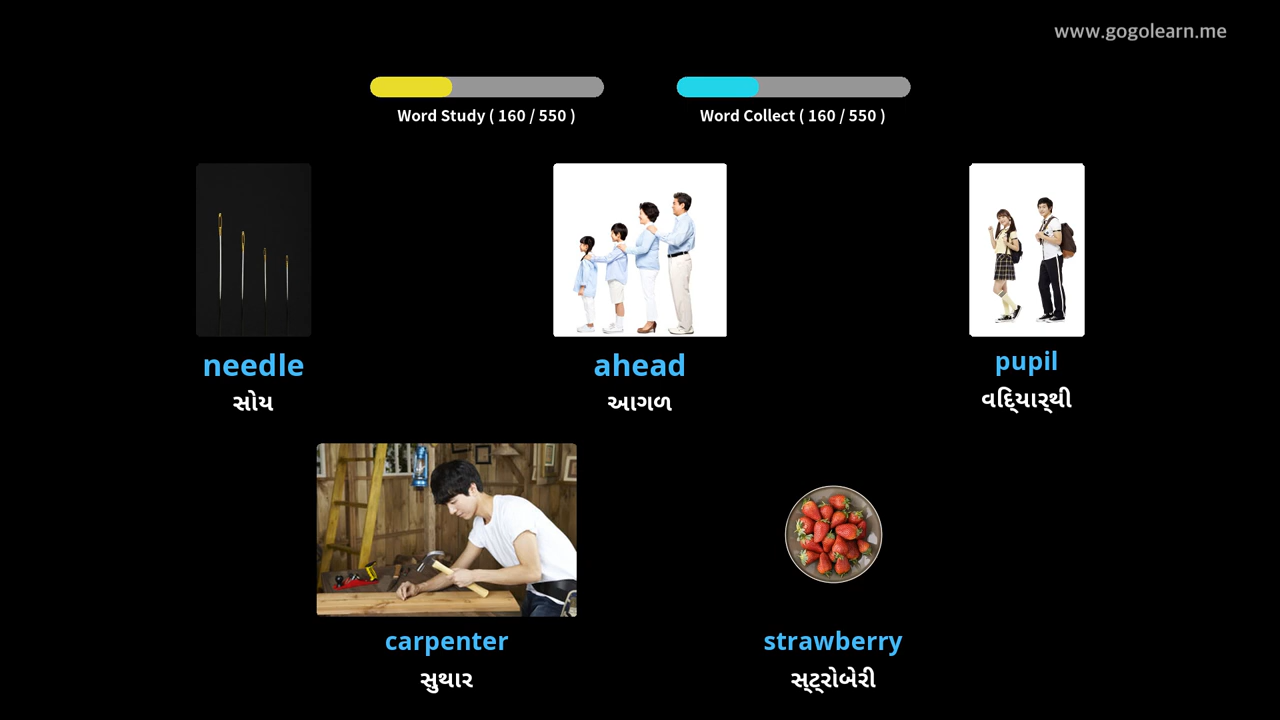 www.gogolearn.me
Word Study ( 160 / 550 )
Word Collect ( 160 / 550 )
needle
સોય
ahead
આગળ
pupil
વિદ્યાર્થી
carpenter
સુથાર
strawberry
સ્ટ્રોબેરી